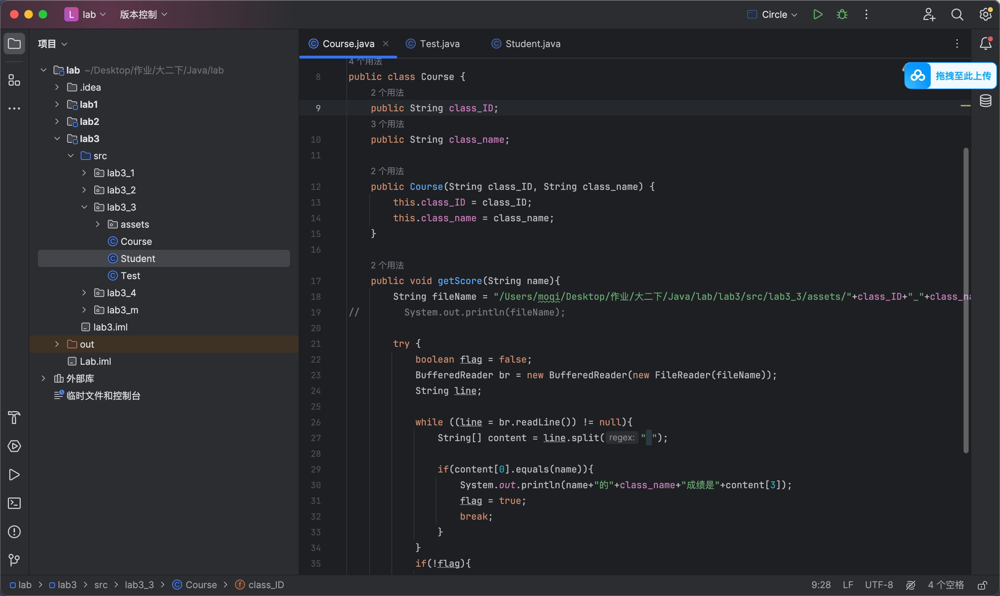 L lab 版本控制 Circle
项目
Course.java Test.java Student.java
拖拽至此上传
lab ~/Desktop/作业/大二下/Java/lab
.idea
lab1
lab2
lab3
src
lab3_1
lab3_2
lab3_3
assets
Course
Student
Test
lab3_4
lab3_m
lab3.iml
out
Lab.iml
外部库
临时文件和控制台
4 个用法
8 public class Course {
2 个用法
9 public String class_ID;
3 个用法
10 public String class_name;
11
2 个用法
12 public Course(String class_ID, String class_name) {
13 this.class_ID = class_ID;
14 this.class_name = class_name;
15 }
16
2 个用法
17 public void getScore(String name){
18 String fileName = "/Users/moqi/Desktop/作业/大二下/Java/lab/lab3/src/lab3_3/assets/"+class_ID+"_"+class_na
19 // System.out.println(fileName);
20
21 try {
22 boolean flag = false;
23 BufferedReader br = new BufferedReader(new FileReader(fileName));
24 String line;
25
26 while ((line = br.readLine()) != null){
27 String[] content = line.split( regex: " ");
28
29 if(content[0].equals(name)){
30 System.out.println(name+"的"+class_name+"成绩是"+content[3]);
31 flag = true;
32 break;
33 }
34 }
35 if(!flag){
lab > lab3 > src > lab3_3 > Course > class_ID 9:28 LF UTF-8 4 个空格